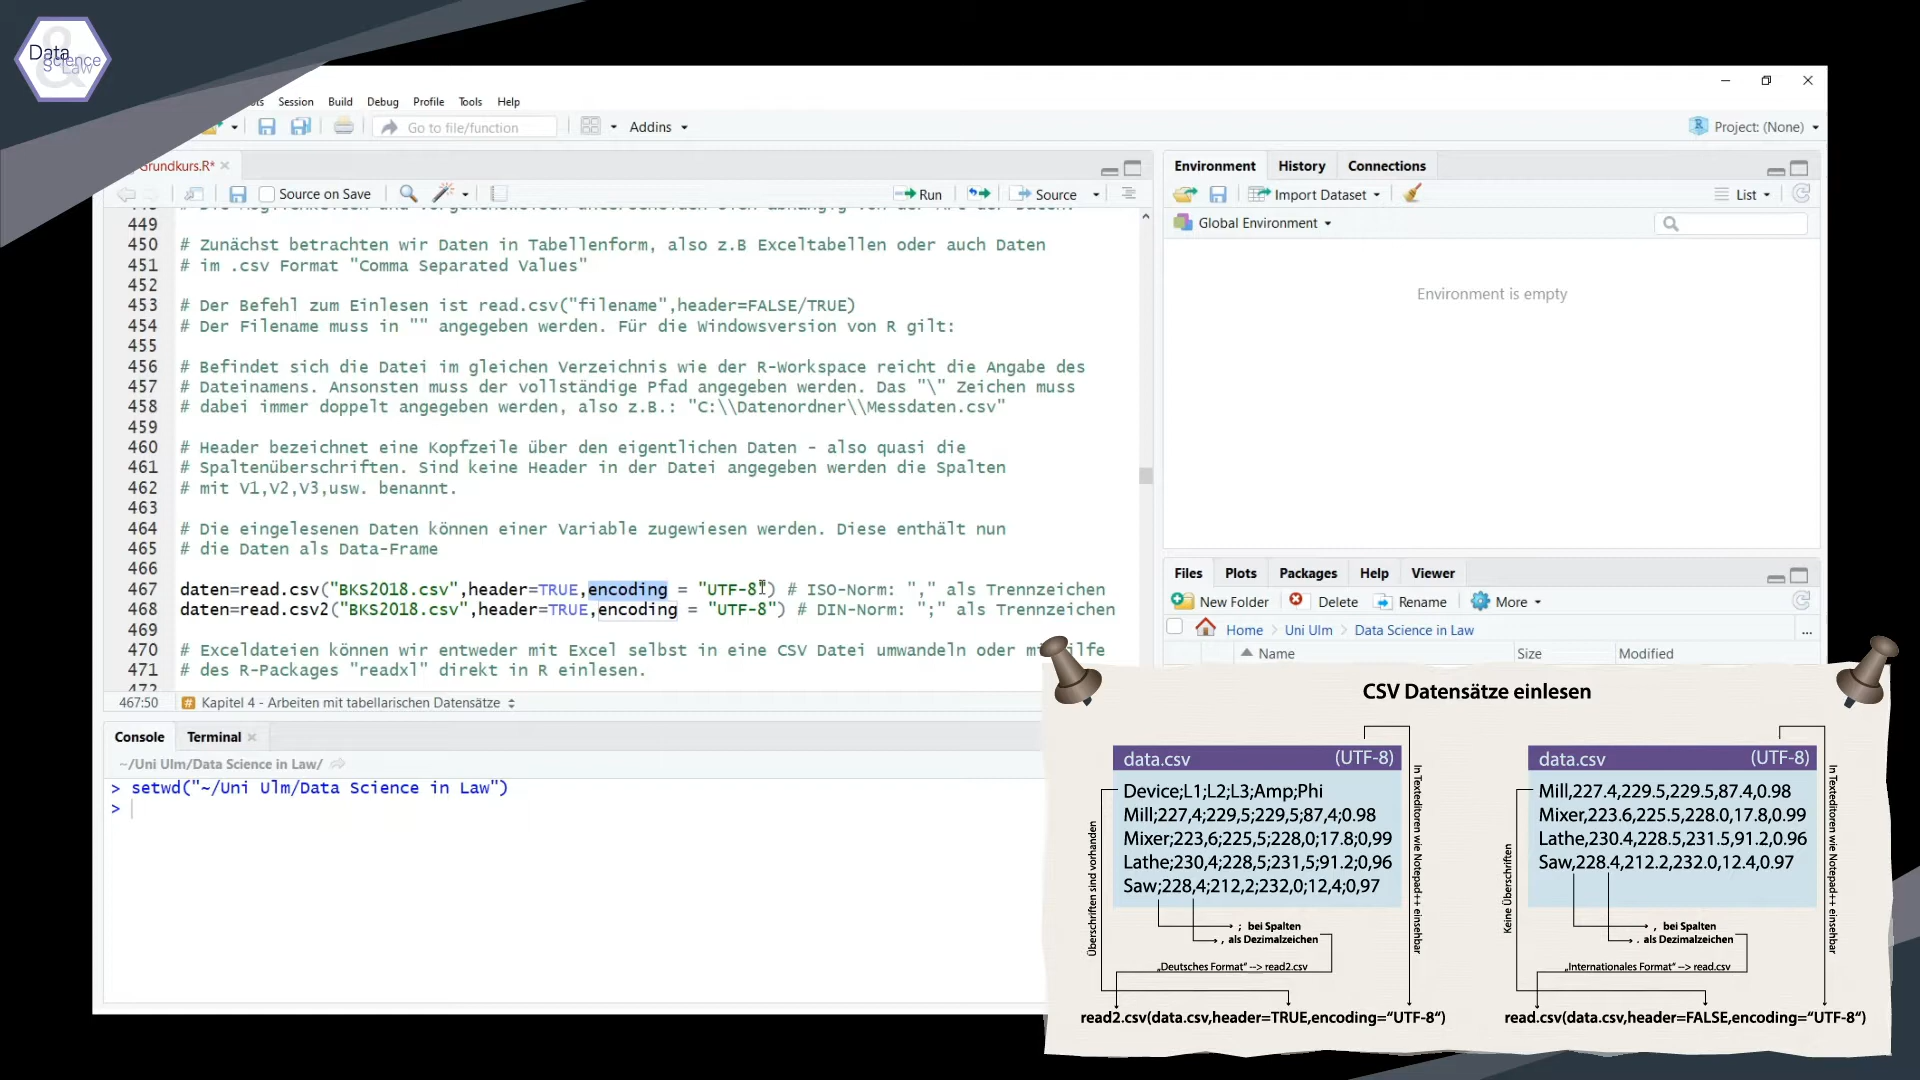 Data
Science
Law
Session Build Debug Profile Tools Help
Go to file/function
Addins
Project: (None)
Grundkurs.R*
Source on Save
Run
Source
449
450 # Zunächst betrachten wir Daten in Tabellenform, also z.B Exceltabellen oder auch Daten
451 # im .csv Format "Comma Separated Values"
452
453 # Der Befehl zum Einlesen ist read.csv("filename",header=FALSE/TRUE)
454 # Der Filename muss in "" angegeben werden. Für die Windowsversion von R gilt:
455
456 # Befindet sich die Datei im gleichen Verzeichnis wie der R-Workspace reicht die Angabe des
457 # Dateinamens. Ansonsten muss der vollständige Pfad angegeben werden. Das "\" Zeichen muss
458 # dabei immer doppelt angegeben werden, also z.B.: "C:\\Datenordner\\Messdaten.csv"
459
460 # Header bezeichnet eine Kopfzeile über den eigentlichen Daten - also quasi die
461 # Spaltenüberschriften. Sind keine Header in der Datei angegeben werden die Spalten
462 # mit V1,V2,V3,usw. benannt.
463
464 # Die eingelesenen Daten können einer Variable zugewiesen werden. Diese enthält nun
465 # die Daten als Data-Frame
466
467 daten=read.csv("BKS2018.csv",header=TRUE,encoding = "UTF-8") # ISO-Norm: "," als Trennzeichen
468 daten=read.csv2("BKS2018.csv",header=TRUE,encoding = "UTF-8") # DIN-Norm: ";" als Trennzeichen
469
470 # Exceldateien können wir entweder mit Excel selbst in eine CSV Datei umwandeln oder
471 # des R-Packages "readxl" direkt in R einlesen.
472
467:50 # Kapitel 4 - Arbeiten mit tabellarischen Datensätze
Console Terminal
~/Uni Ulm/Data Science in Law/
> setwd("~/Uni Ulm/Data Science in Law")
>
Environment History Connections
Import Dataset
List
Global Environment
Environment is empty
Files Plots Packages Help Viewer
New Folder Delete Rename More
Home Uni Ulm Data Science in Law ...
Name Size Modified
CSV Datensätze einlesen
data.csv (UTF-8)
Device;L1;L2;L3;Amp;Phi
Mill;227,4;229,5;229,5;87,4;0.98
Mixer;223,6;225,5;228,0;17.8;0,99
Lathe;230,4;228,5;231,5;91.2;0,96
Saw;228,4;212,2;232,0;12,4;0,97
Überschriften sind vorhanden
In Texteditoren wie Notepad++ einsehbar
; bei Spalten
, als Dezimalzeichen
„Deutsches Format“ --> read2.csv
read2.csv(data.csv,header=TRUE,encoding=“UTF-8“)
data.csv (UTF-8)
Mill,227.4,229.5,229.5,87.4,0.98
Mixer,223.6,225.5,228.0,17.8,0.99
Lathe,230.4,228.5,231.5,91.2,0.96
Saw,228.4,212.2,232.0,12.4,0.97
Keine Überschriften
In Texteditoren wie Notepad++ einsehbar
, bei Spalten
. als Dezimalzeichen
„Internationales Format“ --> read.csv
read.csv(data.csv,header=FALSE,encoding=“UTF-8“)